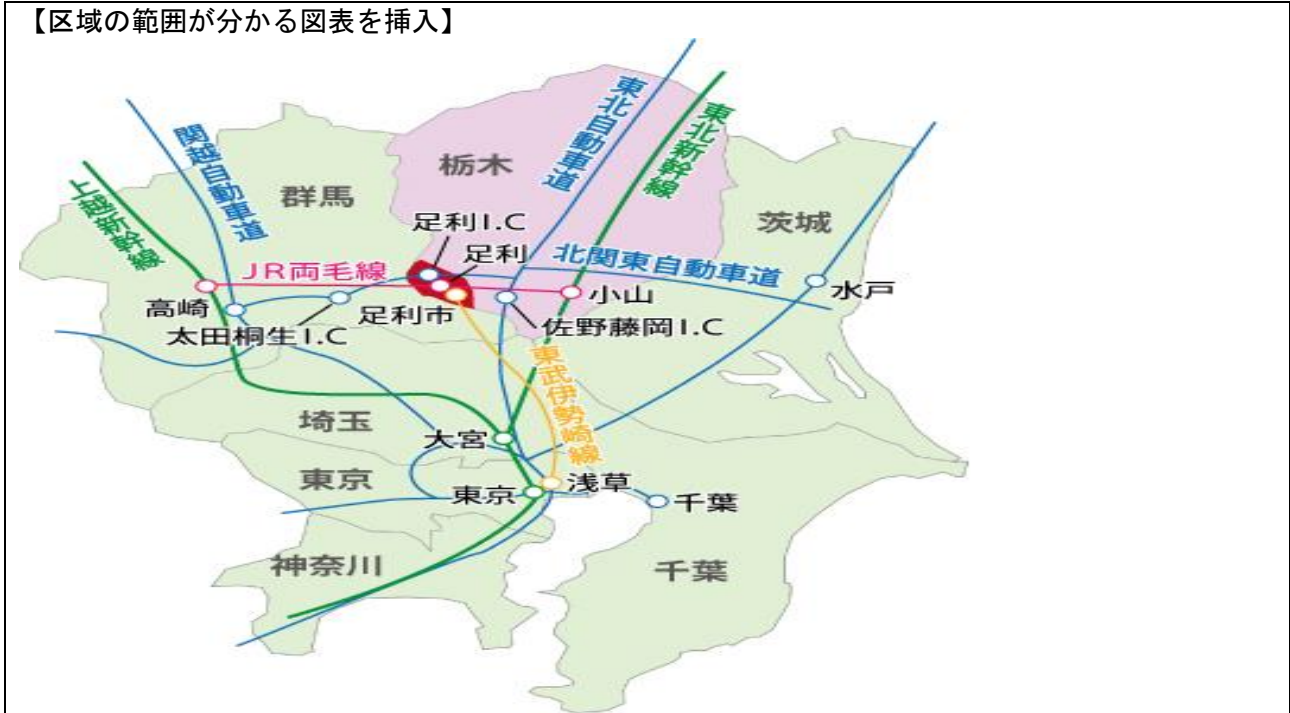 【区域の範囲が分かる図表を挿入】
東北自動車道
東北新幹線
関越自動車道
栃木
群馬
上越新幹線
足利I.C
茨城
足利
北関東自動車道
JR両毛線
水戸
小山
高崎
足利市
佐野藤岡I.C
太田桐生I.C
東武伊勢崎線
埼玉
大宮
東京
浅草
東京
千葉
神奈川
千葉